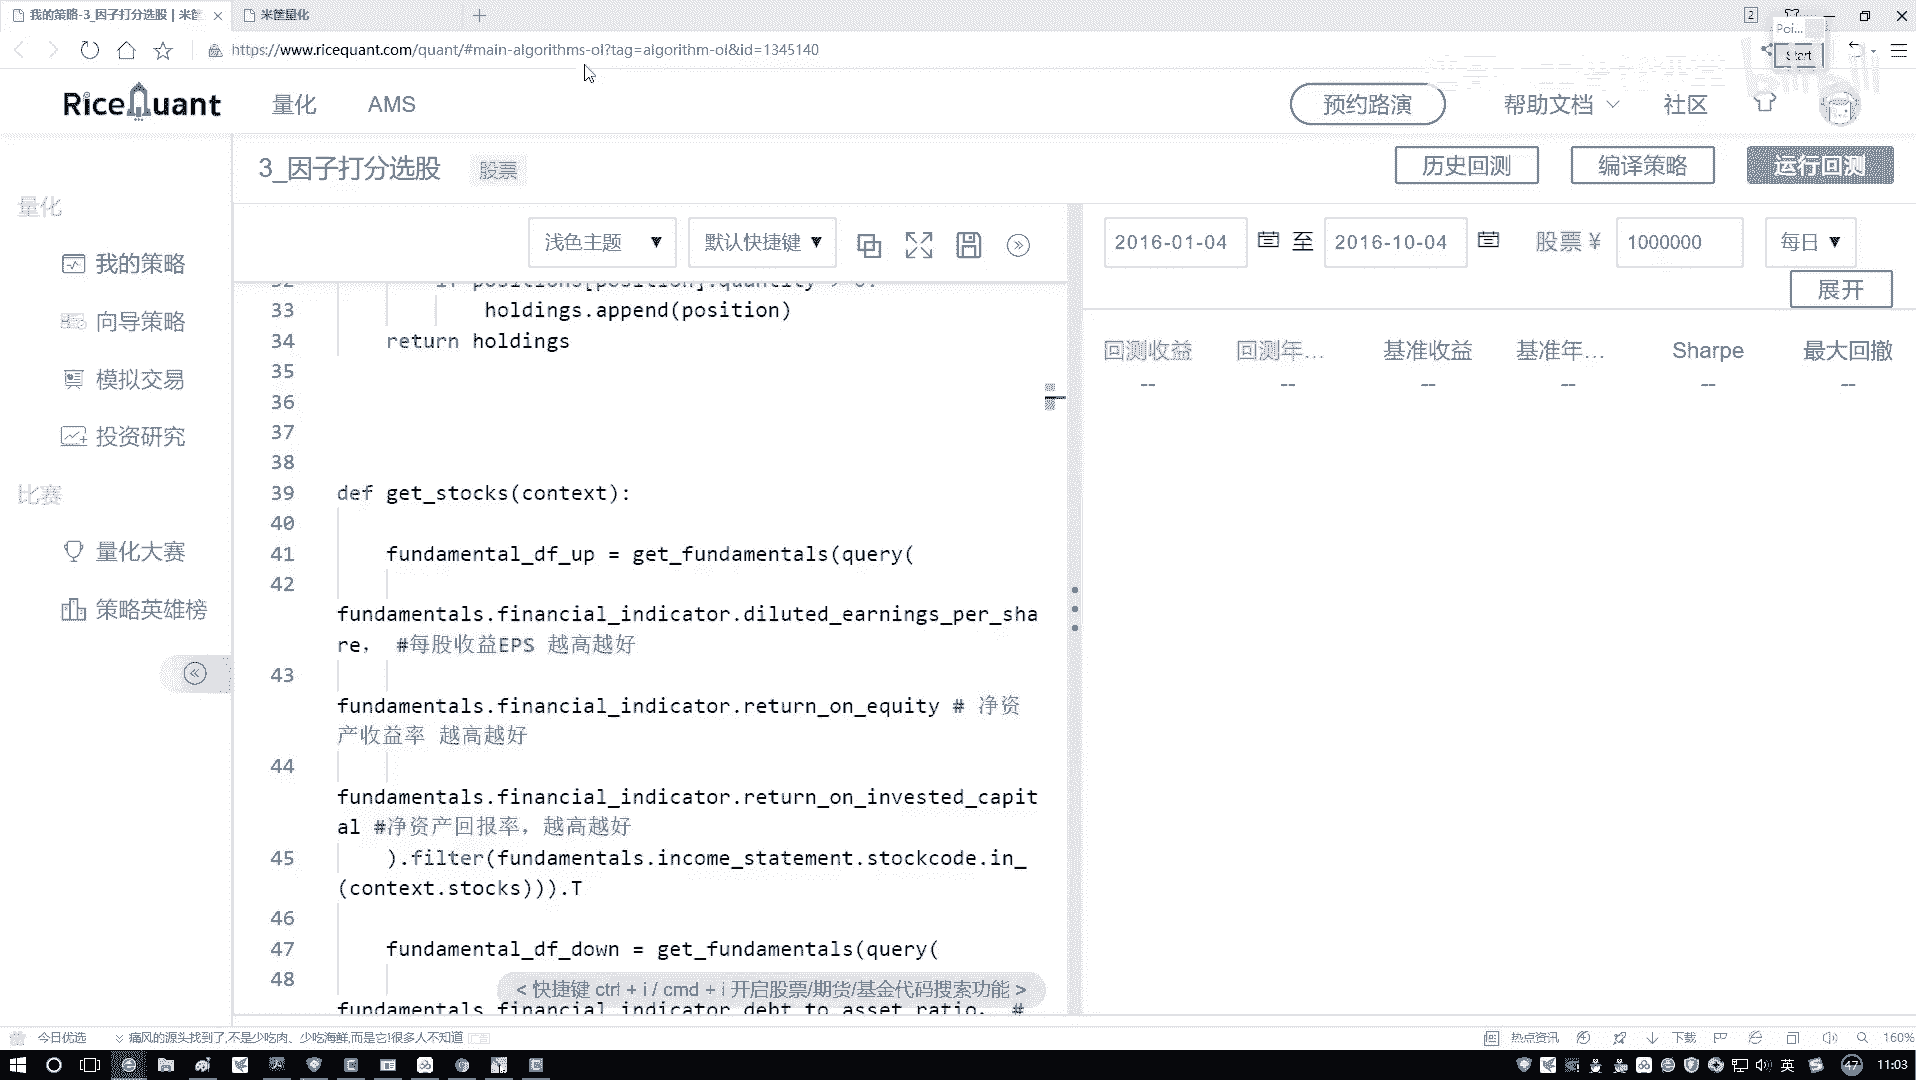 我的策略-3_因子打分选股 | 米筐
米筐量化
2
Poi...
https://www.ricequant.com/quant/#main-algorithms-ol?tag=algorithm-ol&id=1345140
Start
RiceQuant
量化
AMS
预约路演
帮助文档
社区
3_因子打分选股
股票
历史回测
编译策略
运行回测
量化
我的策略
向导策略
模拟交易
投资研究
比赛
量化大赛
策略英雄榜
浅色主题 ▼
默认快捷键 ▼
2016-01-04
至
2016-10-04
股票 ¥
1000000
每日 ▼
展开
32 if positions[position].quantity > 0:
33 holdings.append(position)
34 return holdings
35
36
37
38
39 def get_stocks(context):
40
41 fundamental_df_up = get_fundamentals(query(
42
fundamentals.financial_indicator.diluted_earnings_per_sha
re, #每股收益EPS 越高越好
43
fundamentals.financial_indicator.return_on_equity # 净资
产收益率 越高越好
44
fundamentals.financial_indicator.return_on_invested_capit
al #净资产回报率，越高越好
45 ).filter(fundamentals.income_statement.stockcode.in_
(context.stocks))).T
46
47 fundamental_df_down = get_fundamentals(query(
48
fundamentals.financial_indicator.debt_to_asset_ratio, #
< 快捷键 ctrl + i / cmd + i 开启股票/期货/基金代码搜索功能 >
回测收益 回测年... 基准收益 基准年... Sharpe 最大回撤
-- -- -- -- -- --
今日优选
痛风的源头找到了,不是少吃肉、少吃海鲜,而是它!很多人不知道
热点资讯
下载
160%
英
47
11:03